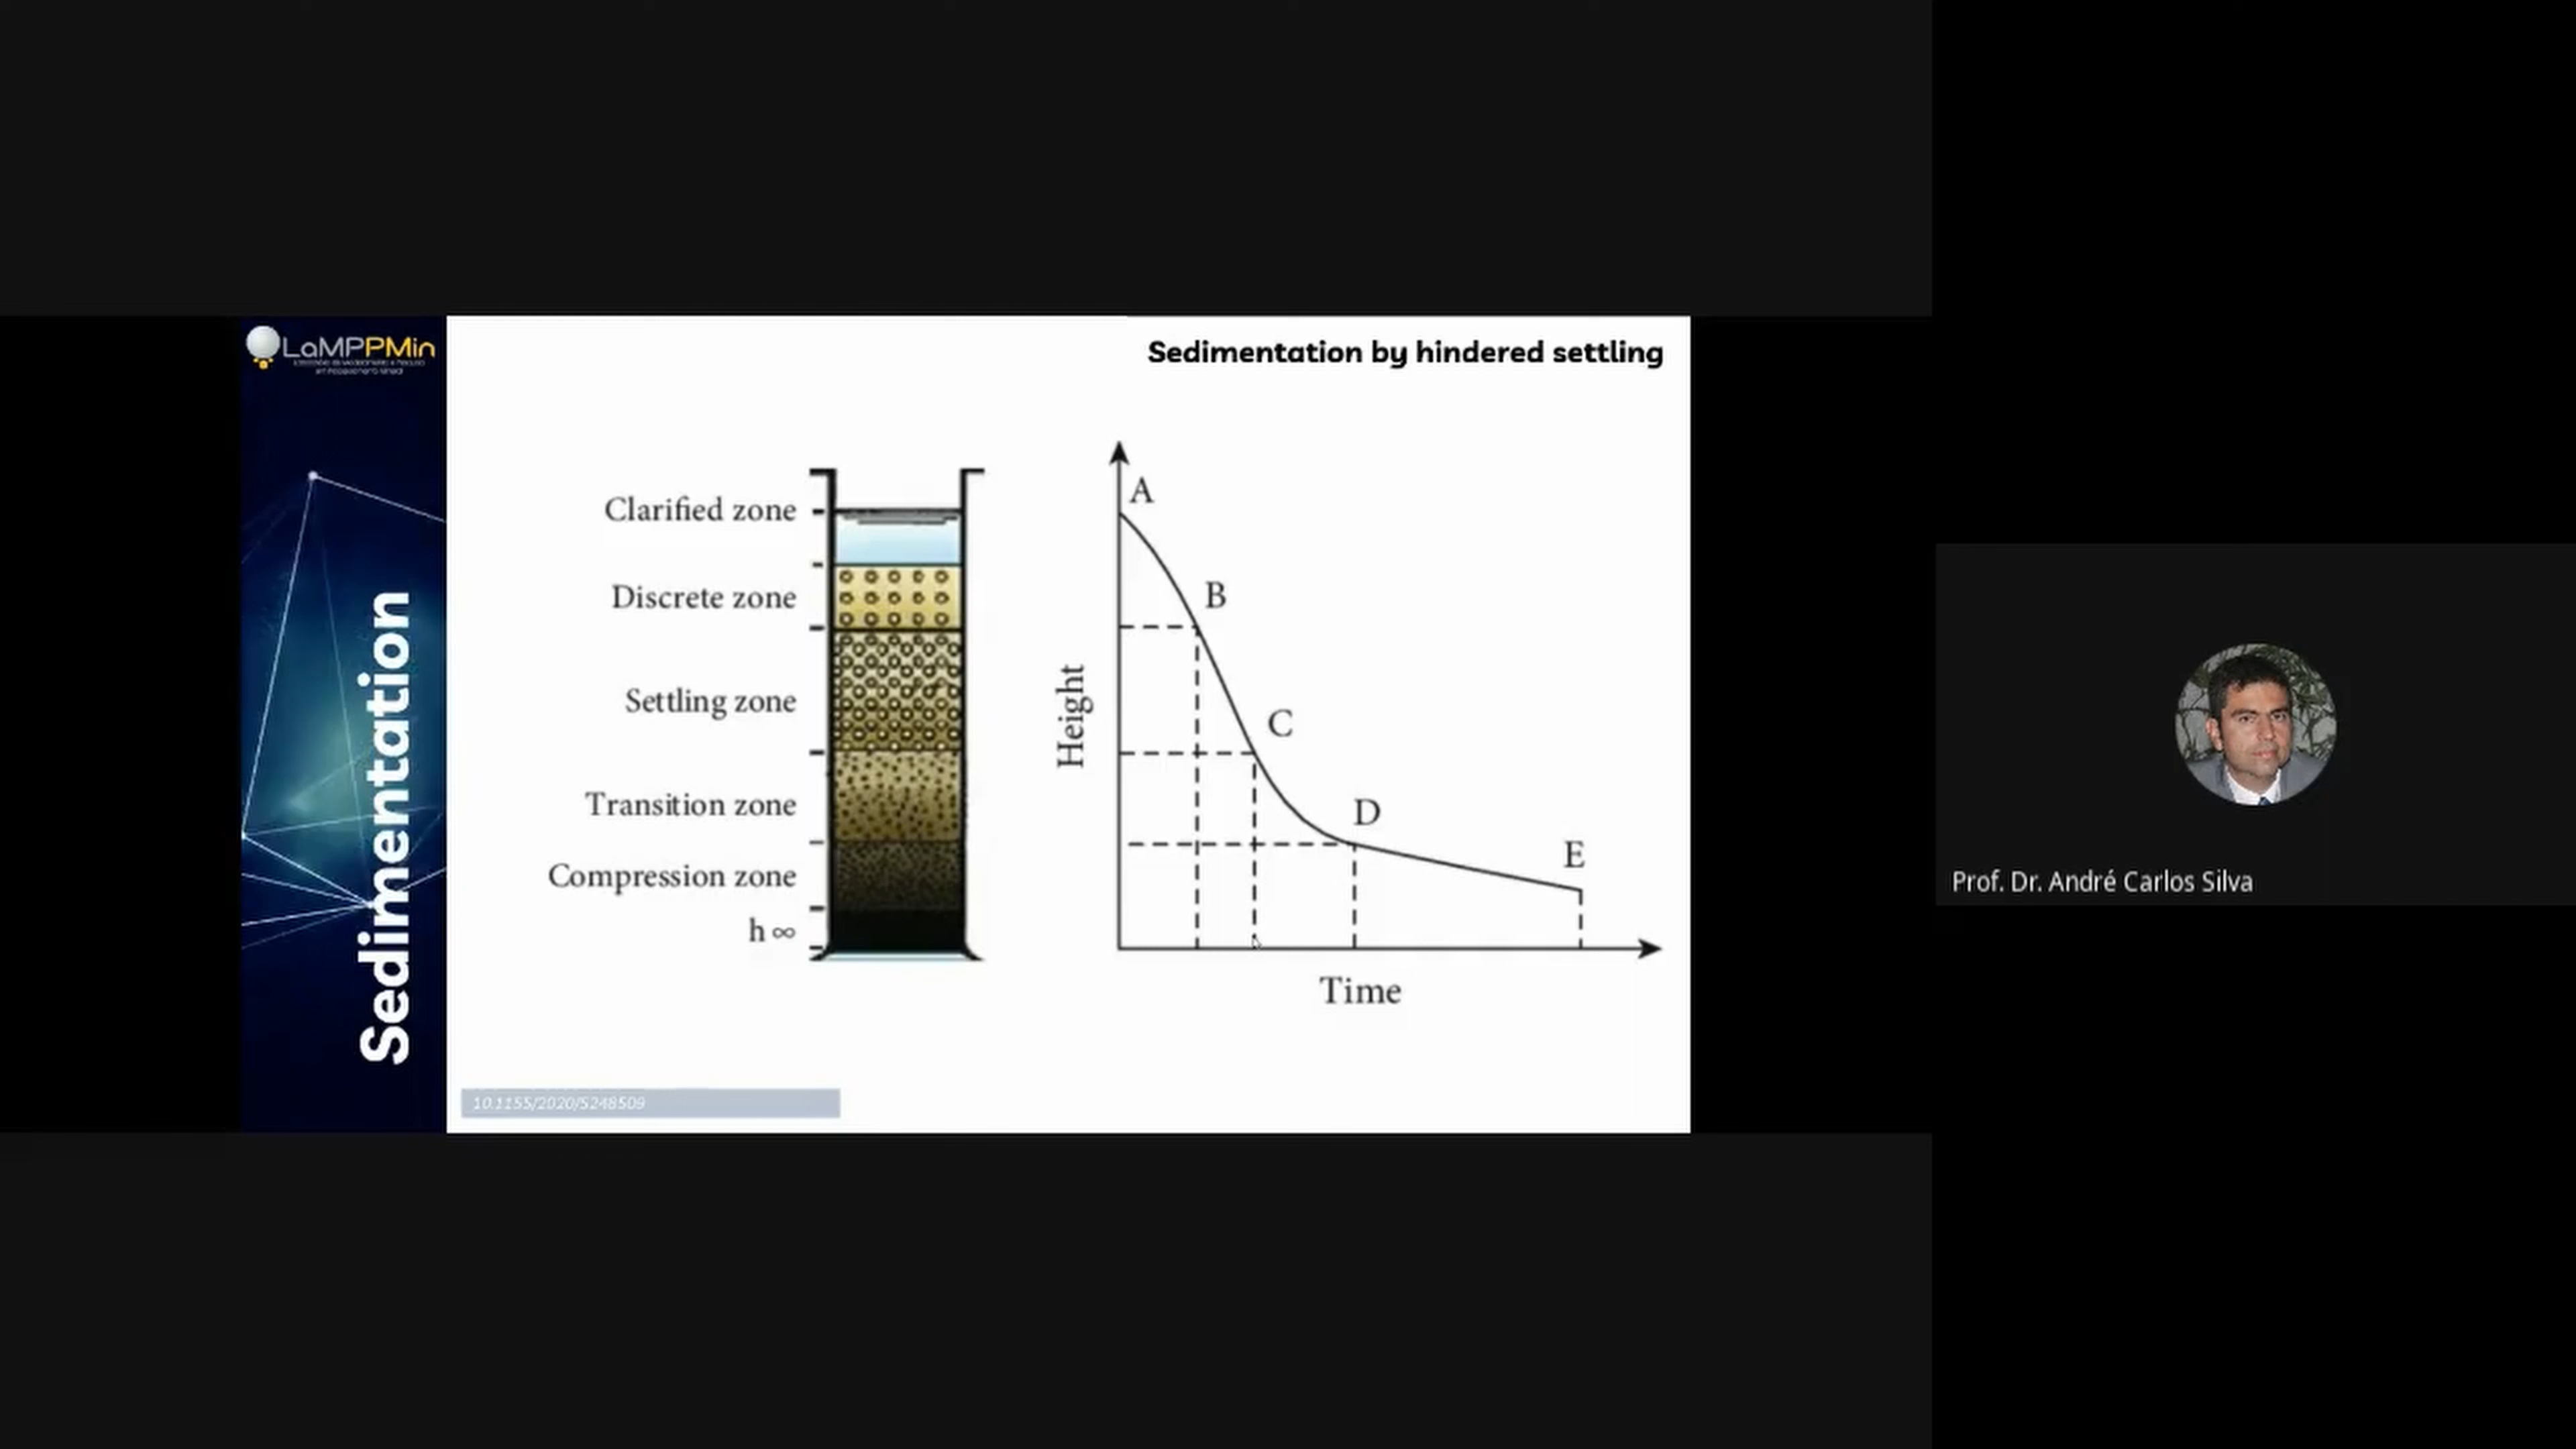 LaMPPMin
Sedimentation
Sedimentation by hindered settling
Clarified zone
Discrete zone
Settling zone
Transition zone
Compression zone
h ∞
Height
A
B
C
D
E
Time
10.1155/2020/5248509
Prof. Dr. André Carlos Silva